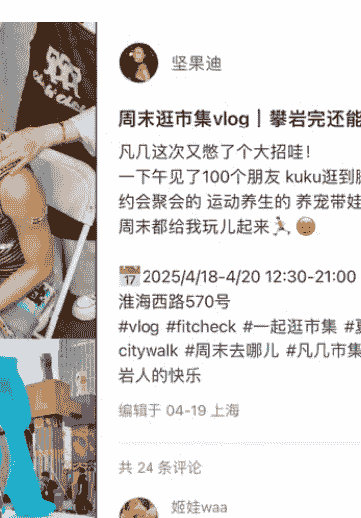 坚果迪
周末逛市集vlog｜攀岩完还能
凡几这次又憋了个大招哇！
一下午见了100个朋友 kuku逛到
约会聚会的 运动养生的 养宠带娃
周末都给我玩儿起来
2025/4/18-4/20 12:30-21:00
淮海西路570号
#vlog #fitcheck #一起逛市集 #
citywalk #周末去哪儿 #凡几市集
岩人的快乐
编辑于 04-19 上海
共 24 条评论
姬娃waa